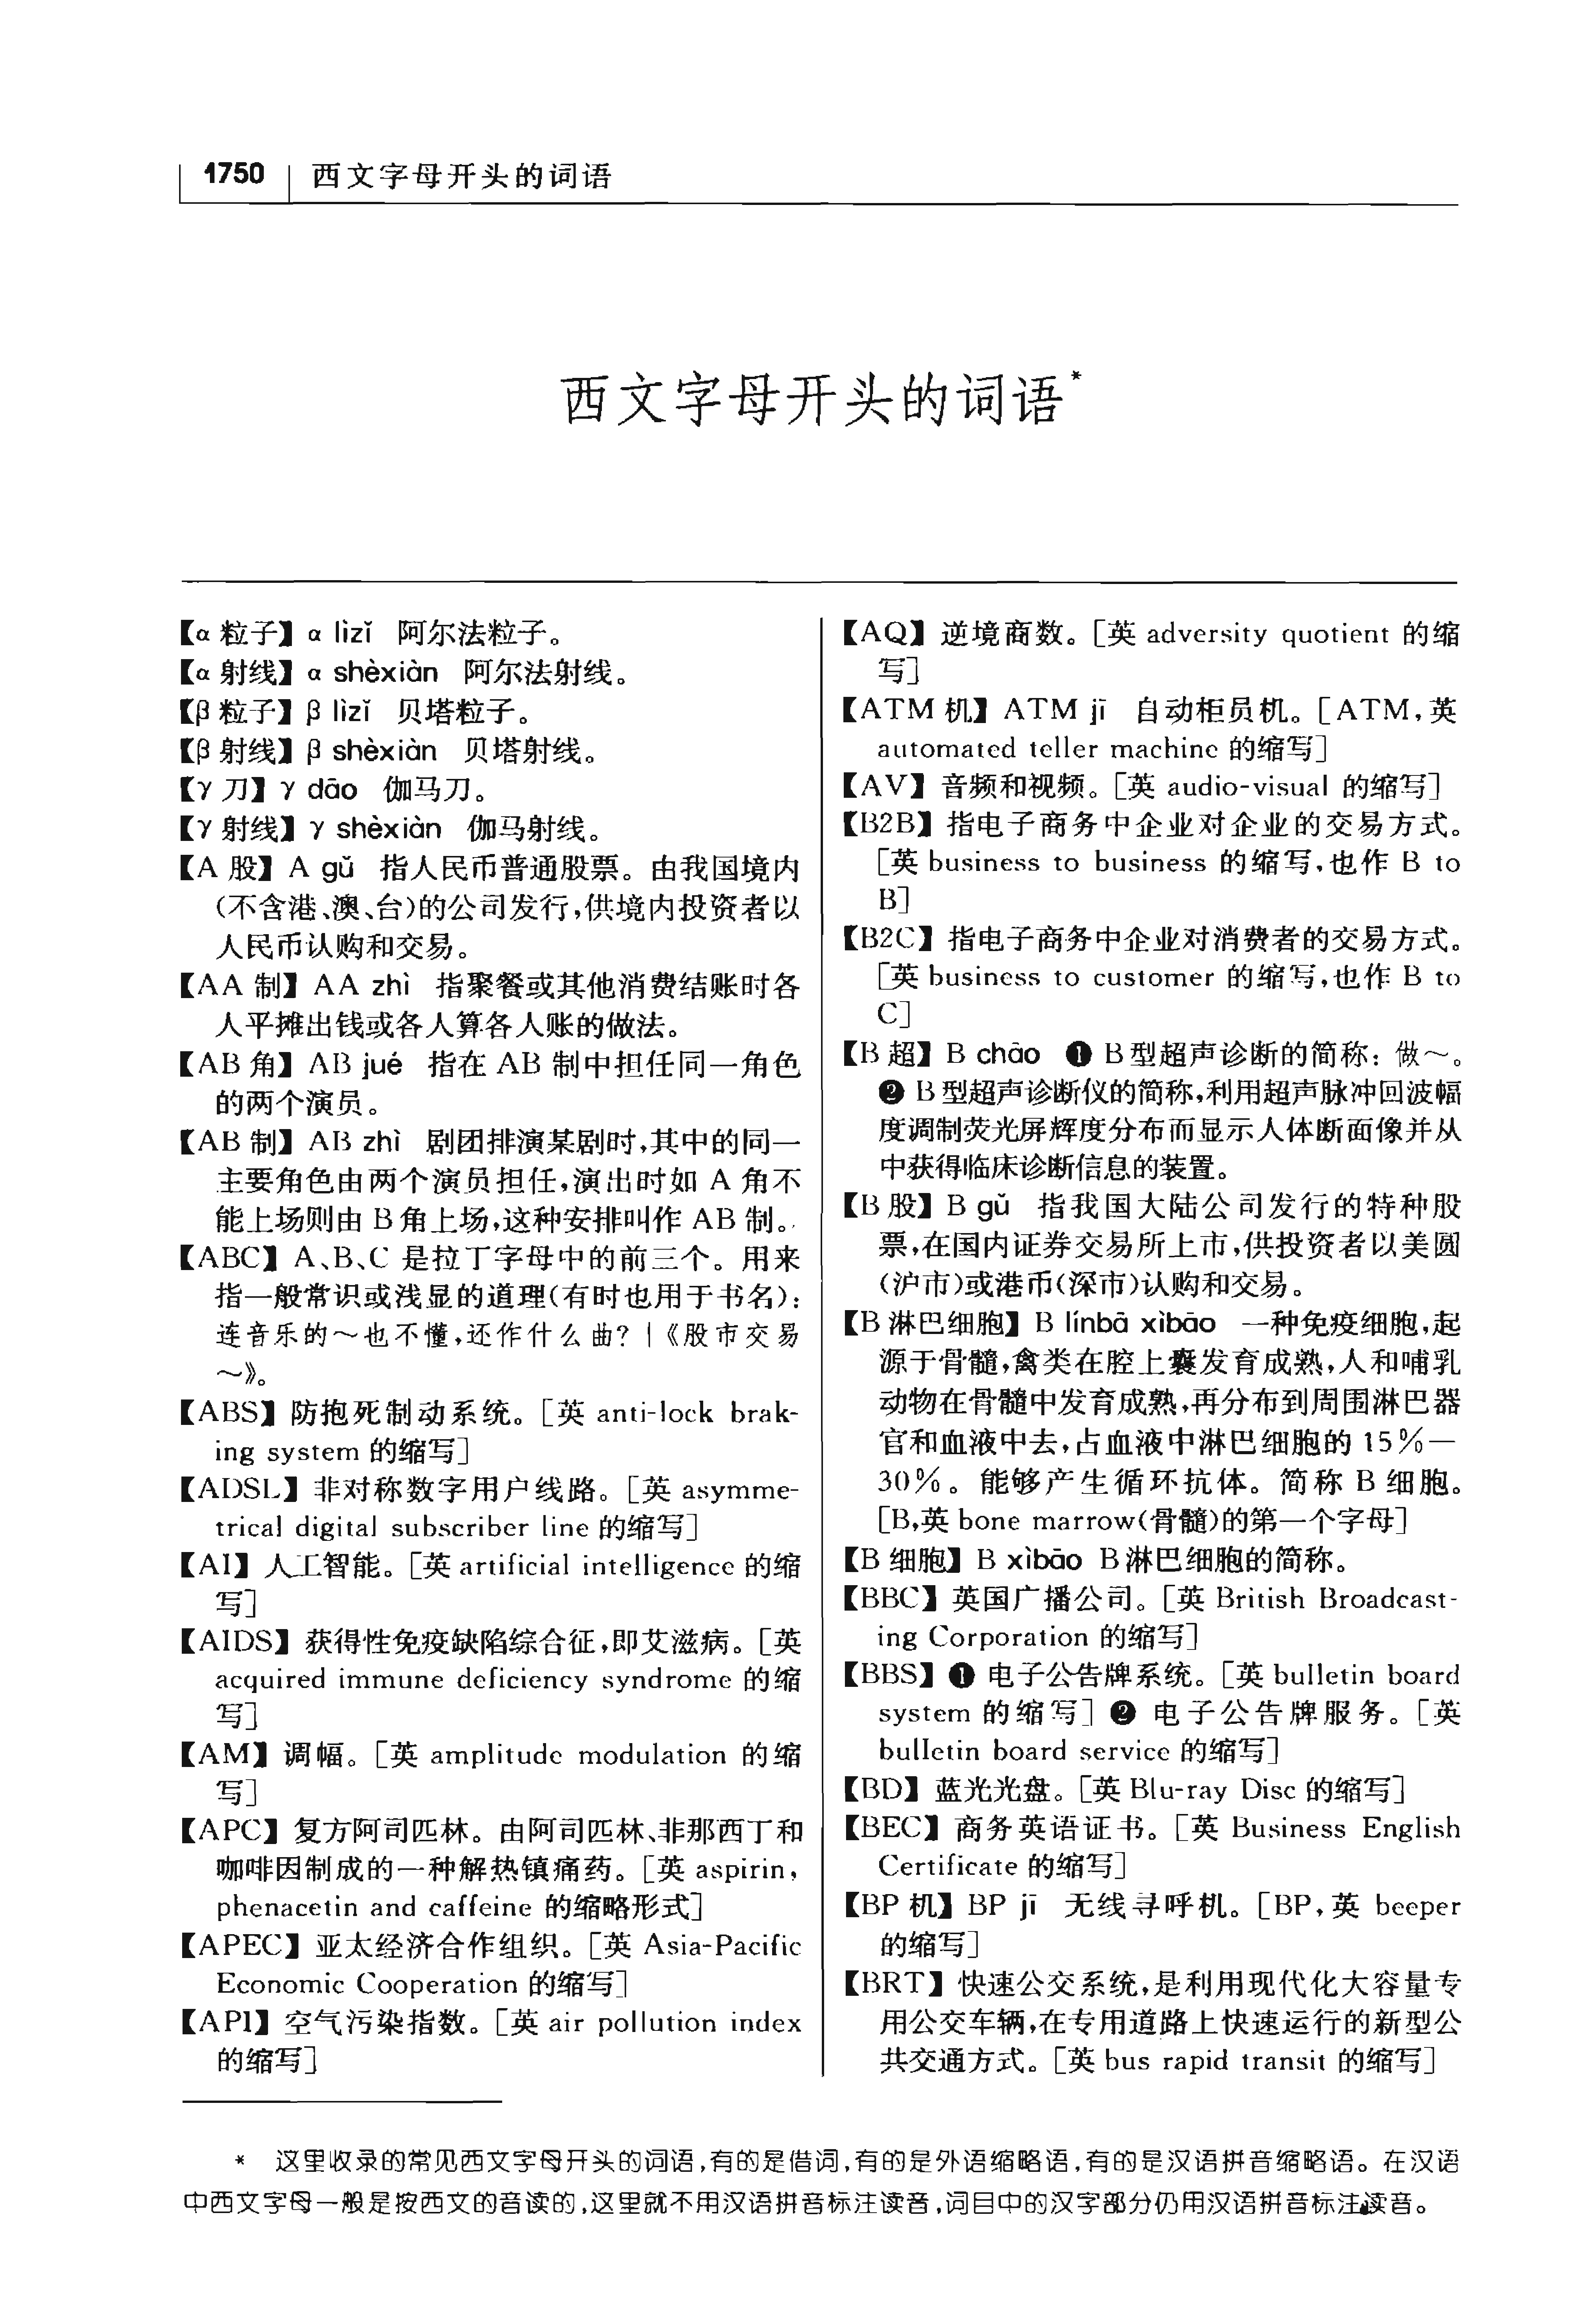 1750 西文字母开头的词语
西文字母开头的词语*
【α粒子】α lìzǐ 阿尔法粒子。
【α射线】α shèxiàn 阿尔法射线。
【β粒子】β lìzǐ 贝塔粒子。
【β射线】β shèxiàn 贝塔射线。
【γ刀】γ dāo 伽马刀。
【γ射线】γ shèxiàn 伽马射线。
【A股】A gǔ 指人民币普通股票。由我国境内
(不含港、澳、台)的公司发行,供境内投资者以
人民币认购和交易。
【AA制】AA zhì 指聚餐或其他消费结账时各
人平摊出钱或各人算各人账的做法。
【AB角】AB jué 指在AB制中担任同一角色
的两个演员。
【AB制】AB zhì 剧团排演某剧时,其中的同一
主要角色由两个演员担任,演出时如A角不
能上场则由B角上场,这种安排叫作AB制。
【ABC】A、B、C是拉丁字母中的前三个。用来
指一般常识或浅显的道理(有时也用于书名):
连音乐的～也不懂,还作什么曲?|《股市交易
～》。
【ABS】防抱死制动系统。[英 anti-lock brak-
ing system 的缩写]
【ADSL】非对称数字用户线路。[英 asymme-
trical digital subscriber line 的缩写]
【AI】人工智能。[英 artificial intelligence 的缩
写]
【AIDS】获得性免疫缺陷综合征,即艾滋病。[英
acquired immune deficiency syndrome 的缩
写]
【AM】调幅。[英 amplitude modulation 的缩
写]
【APC】复方阿司匹林。由阿司匹林、非那西丁和
咖啡因制成的一种解热镇痛药。[英 aspirin,
phenacetin and caffeine 的缩略形式]
【APEC】亚太经济合作组织。[英 Asia-Pacific
Economic Cooperation 的缩写]
【API】空气污染指数。[英 air pollution index
的缩写]
【AQ】逆境商数。[英 adversity quotient 的缩
写]
【ATM机】ATM jī 自动柜员机。[ATM,英
automated teller machine 的缩写]
【AV】音频和视频。[英 audio-visual 的缩写]
【B2B】指电子商务中企业对企业的交易方式。
[英 business to business 的缩写,也作 B to
B]
【B2C】指电子商务中企业对消费者的交易方式。
[英 business to customer 的缩写,也作 B to
C]
【B超】B chāo ❶ B型超声诊断的简称:做～。
❷ B型超声诊断仪的简称,利用超声脉冲回波幅
度调制荧光屏辉度分布而显示人体断面像并从
中获得临床诊断信息的装置。
【B股】B gǔ 指我国大陆公司发行的特种股
票,在国内证券交易所上市,供投资者以美圆
(沪市)或港币(深市)认购和交易。
【B淋巴细胞】B línbā xìbāo 一种免疫细胞,起
源于骨髓,禽类在腔上囊发育成熟,人和哺乳
动物在骨髓中发育成熟,再分布到周围淋巴器
官和血液中去,占血液中淋巴细胞的15%—
30%。能够产生循环抗体。简称B细胞。
[B,英 bone marrow(骨髓)的第一个字母]
【B细胞】B xìbāo B淋巴细胞的简称。
【BBC】英国广播公司。[英 British Broadcast-
ing Corporation 的缩写]
【BBS】❶ 电子公告牌系统。[英 bulletin board
system 的缩写] ❷ 电子公告牌服务。[英
bulletin board service 的缩写]
【BD】蓝光光盘。[英 Blu-ray Disc 的缩写]
【BEC】商务英语证书。[英 Business English
Certificate 的缩写]
【BP机】BP jī 无线寻呼机。[BP,英 beeper
的缩写]
【BRT】快速公交系统,是利用现代化大容量专
用公交车辆,在专用道路上快速运行的新型公
共交通方式。[英 bus rapid transit 的缩写]
* 这里收录的常见西文字母开头的词语,有的是借词,有的是外语缩略语,有的是汉语拼音缩略语。在汉语
中西文字母一般是按西文的音读的,这里就不用汉语拼音标注读音,词目中的汉字部分仍用汉语拼音标注读音。